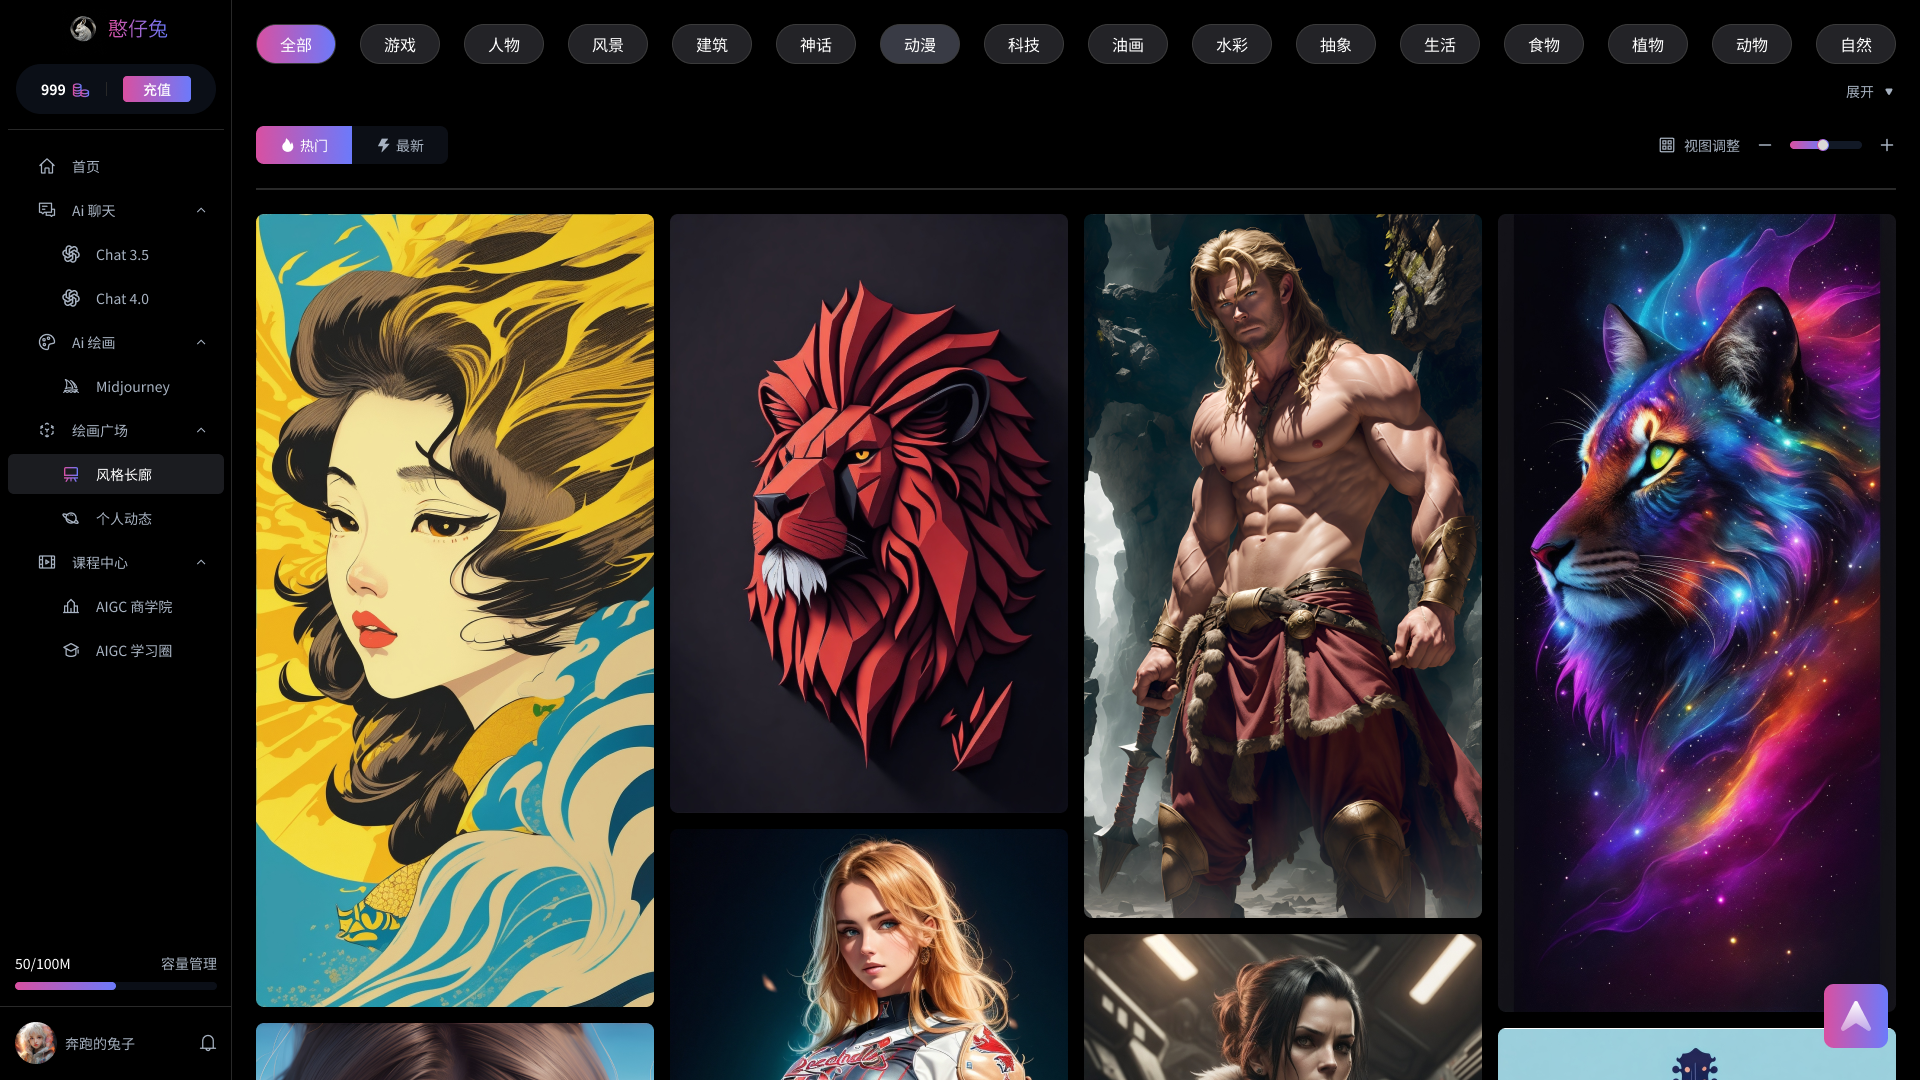 憨仔兔
999
充值
首页
Ai 聊天
Chat 3.5
Chat 4.0
Ai 绘画
Midjourney
绘画广场
风格长廊
个人动态
课程中心
AIGC 商学院
AIGC 学习圈
50/100M 容量管理
奔跑的兔子
全部 游戏 人物 风景 建筑 神话 动漫 科技 油画 水彩 抽象 生活 食物 植物 动物 自然
展开
热门 最新
视图调整